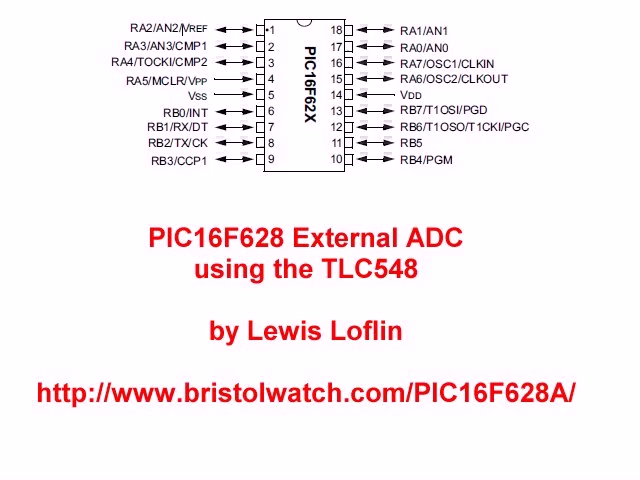 RA2/AN2/VREF 1 18 RA1/AN1
RA3/AN3/CMP1 2 17 RA0/AN0
RA4/TOCKI/CMP2 3 16 RA7/OSC1/CLKIN
RA5/MCLR/VPP 4 15 RA6/OSC2/CLKOUT
VSS 5 14 VDD
RB0/INT 6 13 RB7/T1OSI/PGD
RB1/RX/DT 7 12 RB6/T1OSO/T1CKI/PGC
RB2/TX/CK 8 11 RB5
RB3/CCP1 9 10 RB4/PGM
PIC16F62X
PIC16F628 External ADC
using the TLC548
by Lewis Loflin
http://www.bristolwatch.com/PIC16F628A/